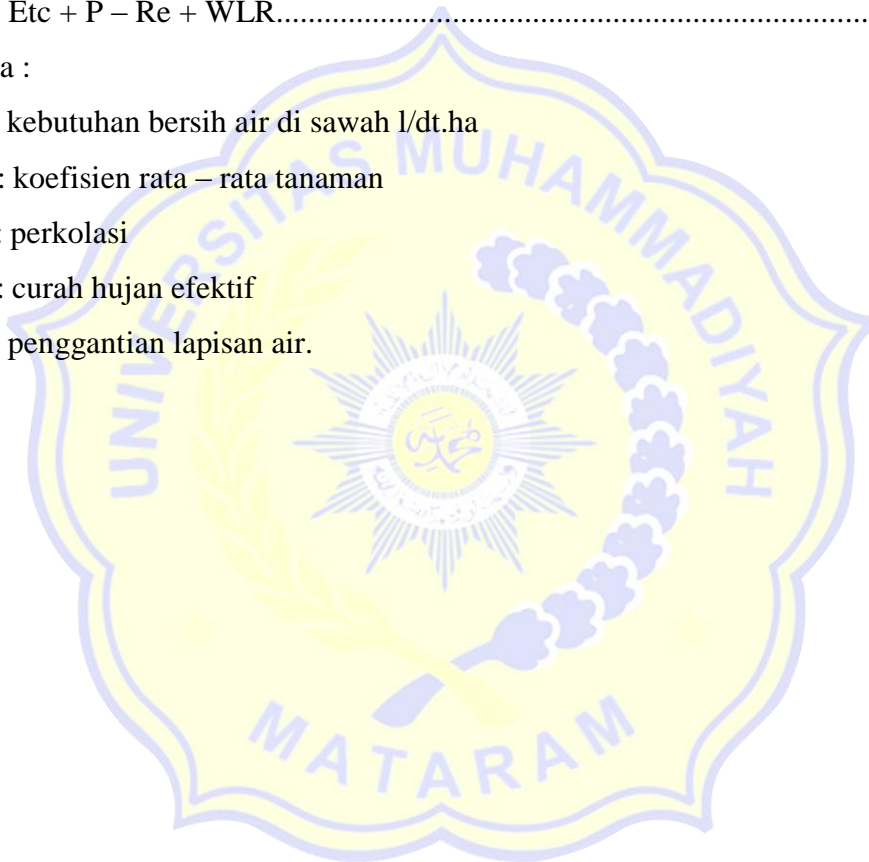 Etc + P – Re + WLR..........................................................................................
a :
kebutuhan bersih air di sawah l/dt.ha
: koefisien rata – rata tanaman
: perkolasi
: curah hujan efektif
penggantian lapisan air.
UNIVERSITAS MUHAMMADIYAH
MATARAM